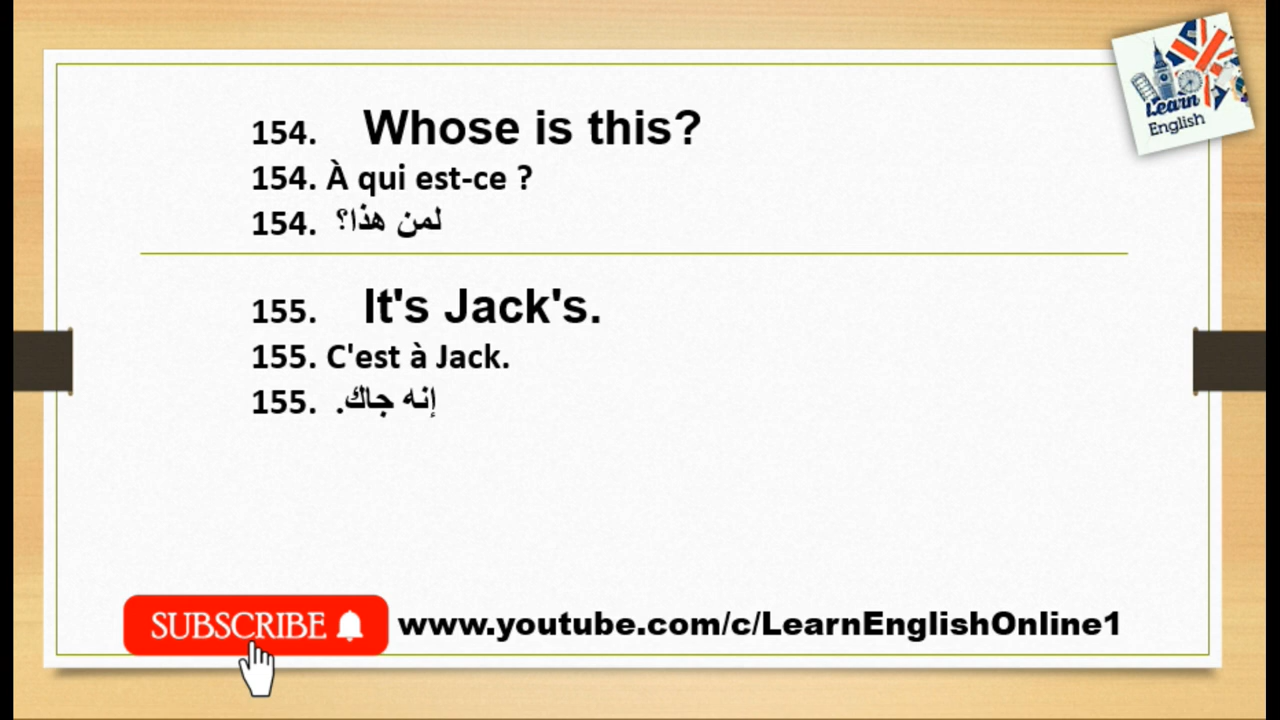 Learn
English
154. Whose is this?
154. À qui est-ce ?
154. لمن هذا؟
155. It's Jack's.
155. C'est à Jack.
155. إنه جاك.
SUBSCRIBE www.youtube.com/c/LearnEnglishOnline1